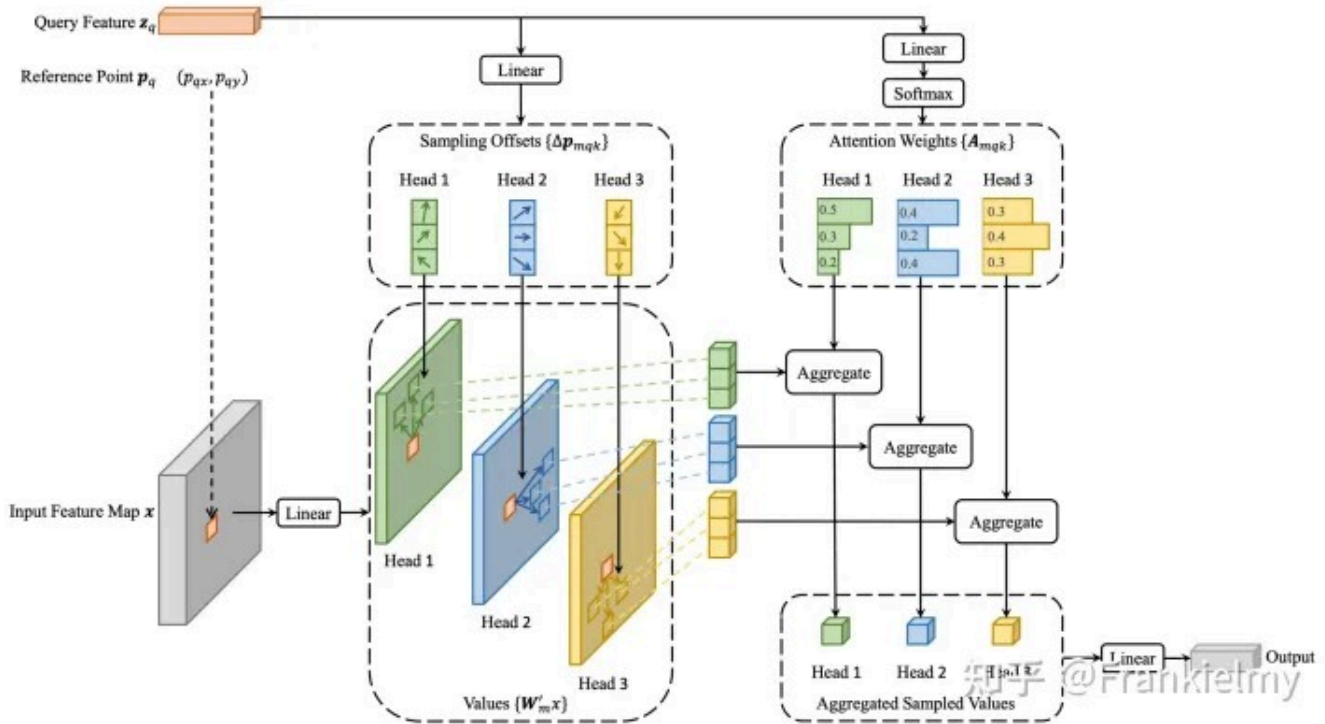 Query Feature z_q
Linear
Linear
Reference Point p_q (p_qx, p_qy)
Softmax
Sampling Offsets {Δp_mqk}
Attention Weights {A_mqk}
Head 1 Head 2 Head 3
Head 1 Head 2 Head 3
0.5 0.4 0.3
0.3 0.2 0.4
0.2 0.4 0.3
Aggregate
Aggregate
Input Feature Map x
Linear
Aggregate
Head 1
Head 2
Head 3
Values {W'_m x}
Head 1 Head 2 Head 3
Aggregated Sampled Values
Linear
Output
知乎 @Frankielmy